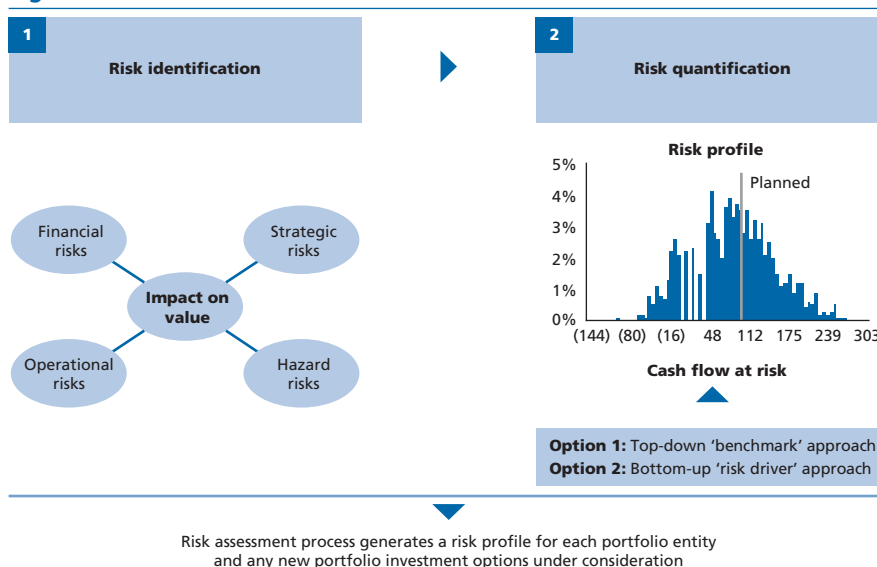 1
Risk identification
2
Risk quantification
Financial
risks
Strategic
risks
Impact on
value
Operational
risks
Hazard
risks
Risk profile
5%
4%
3%
2%
1%
0%
Planned
(144) (80) (16) 48 112 175 239 303
Cash flow at risk
Option 1: Top-down ‘benchmark’ approach
Option 2: Bottom-up ‘risk driver’ approach
Risk assessment process generates a risk profile for each portfolio entity
and any new portfolio investment options under consideration